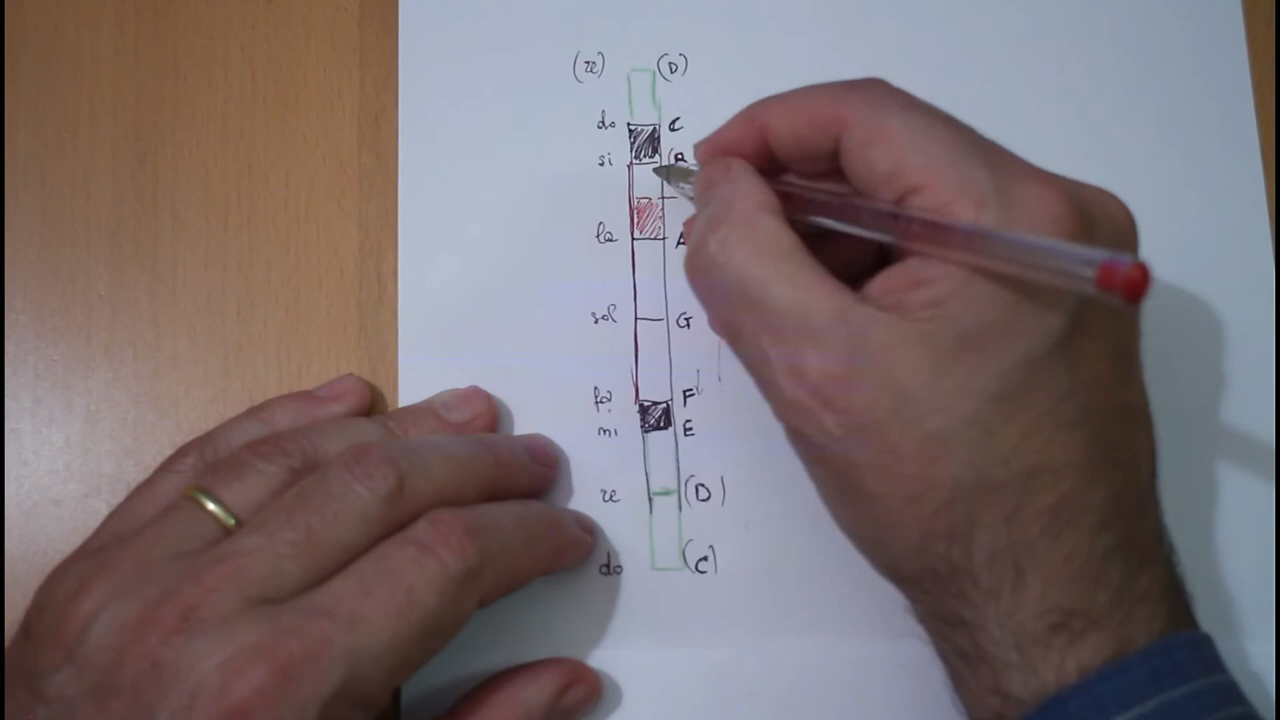 (re) (D)
do C
si
la A
sol G
fa F
mi E
re (D)
do (C)